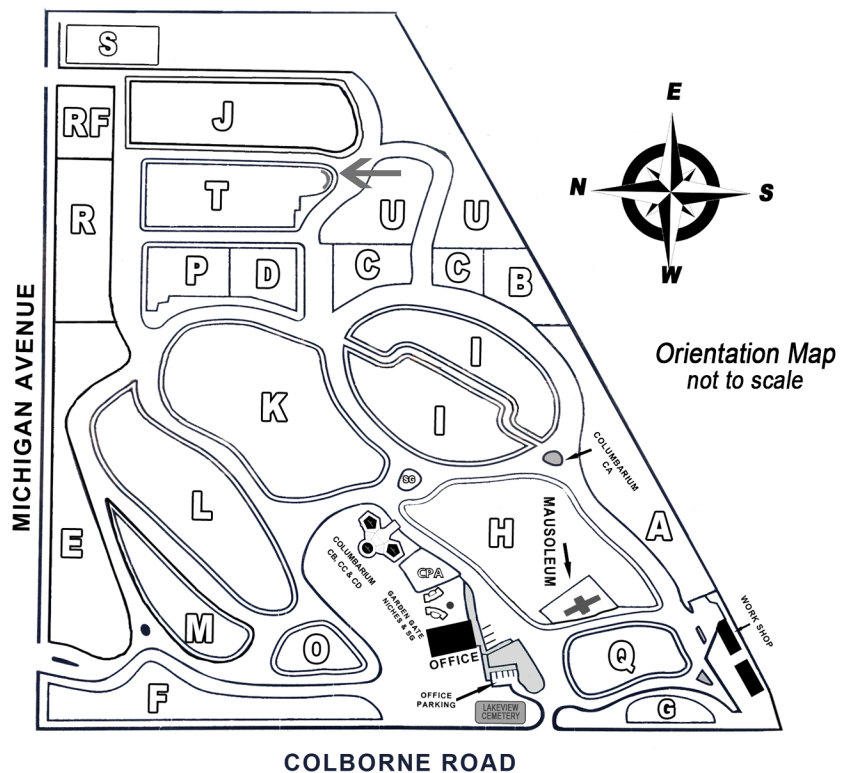 S
E
RF
J
N
S
T
R
U
U
W
P
D
C
C
B
MICHIGAN AVENUE
Orientation Map
not to scale
I
K
I
COLUMBARIUM
CA
SG
L
H
MAUSOLEUM
A
E
COLUMBARIUM
CB, CC & CD
CPA
GARDEN GATE
NICHES & SG
WORK SHOP
M
O
OFFICE
Q
F
OFFICE
PARKING
LAKEVIEW
CEMETERY
G
COLBORNE ROAD